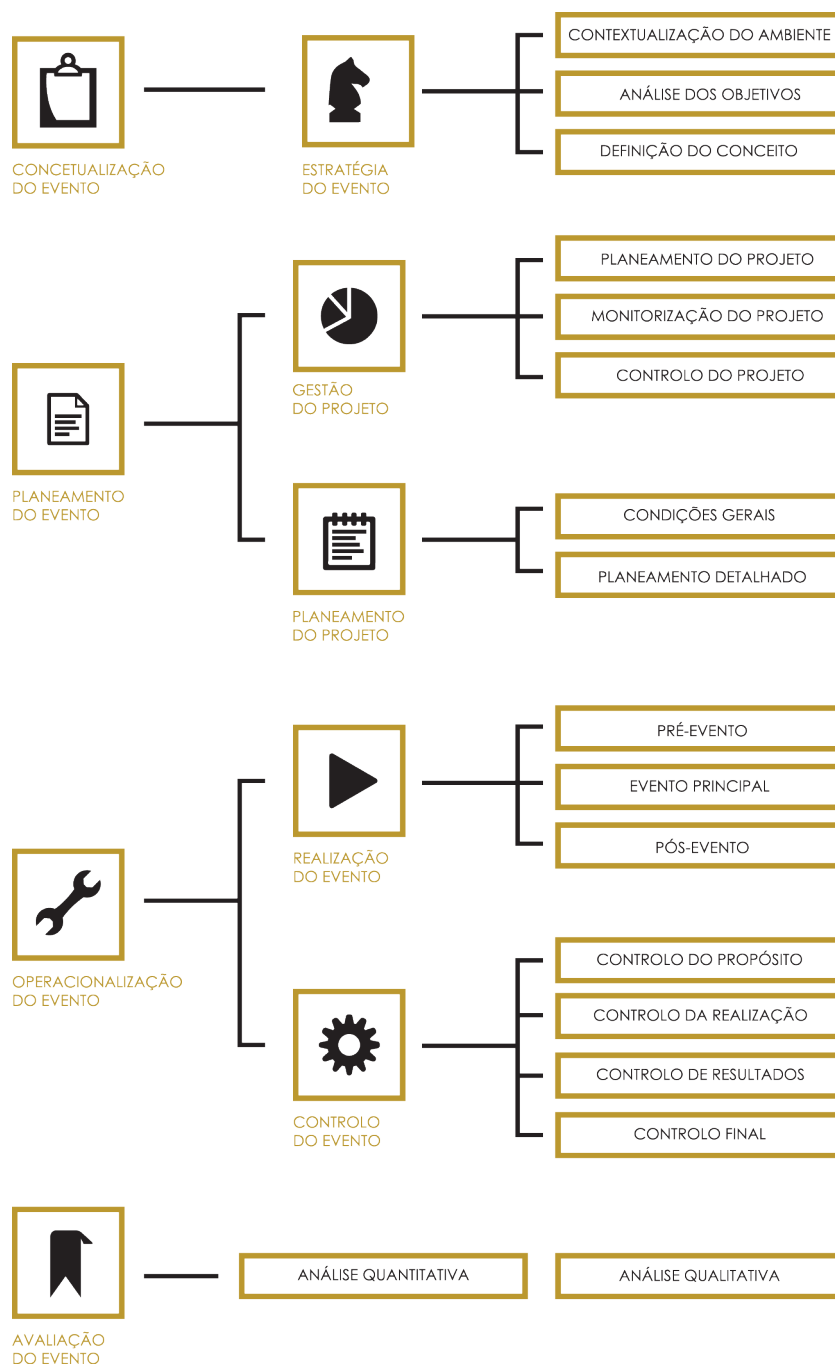 CONCETUALIZAÇÃO
DO EVENTO
ESTRATÉGIA
DO EVENTO
CONTEXTUALIZAÇÃO DO AMBIENTE
ANÁLISE DOS OBJETIVOS
DEFINIÇÃO DO CONCEITO
PLANEAMENTO
DO EVENTO
GESTÃO
DO PROJETO
PLANEAMENTO DO PROJETO
MONITORIZAÇÃO DO PROJETO
CONTROLO DO PROJETO
PLANEAMENTO
DO PROJETO
CONDIÇÕES GERAIS
PLANEAMENTO DETALHADO
OPERACIONALIZAÇÃO
DO EVENTO
REALIZAÇÃO
DO EVENTO
PRÉ-EVENTO
EVENTO PRINCIPAL
PÓS-EVENTO
CONTROLO
DO EVENTO
CONTROLO DO PROPÓSITO
CONTROLO DA REALIZAÇÃO
CONTROLO DE RESULTADOS
CONTROLO FINAL
AVALIAÇÃO
DO EVENTO
ANÁLISE QUANTITATIVA
ANÁLISE QUALITATIVA